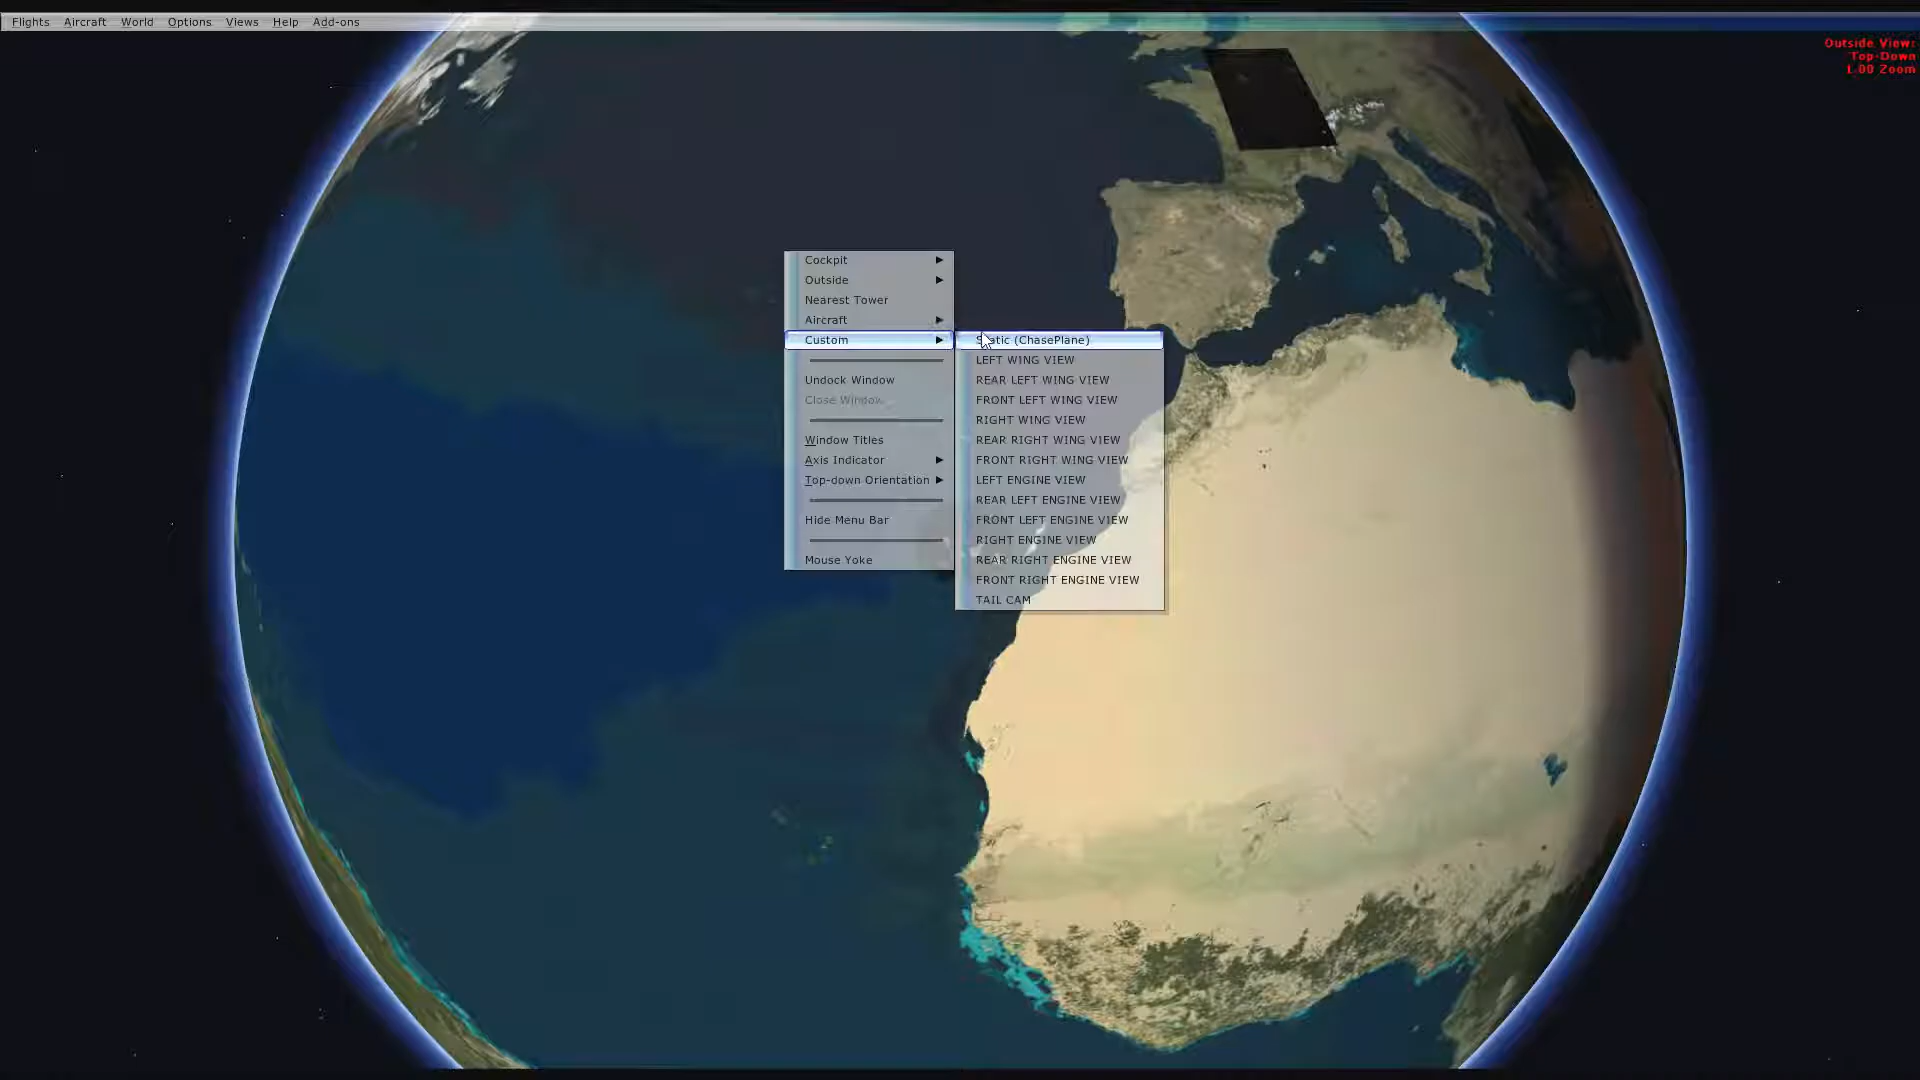 Flights Aircraft World Options Views Help Add-ons
Outside View:
Top-Down
1.00 Zoom
Cockpit
Outside
Nearest Tower
Aircraft
Custom
Undock Window
Close Window
Window Titles
Axis Indicator
Top-down Orientation
Hide Menu Bar
Mouse Yoke
Static (ChasePlane)
LEFT WING VIEW
REAR LEFT WING VIEW
FRONT LEFT WING VIEW
RIGHT WING VIEW
REAR RIGHT WING VIEW
FRONT RIGHT WING VIEW
LEFT ENGINE VIEW
REAR LEFT ENGINE VIEW
FRONT LEFT ENGINE VIEW
RIGHT ENGINE VIEW
REAR RIGHT ENGINE VIEW
FRONT RIGHT ENGINE VIEW
TAIL CAM